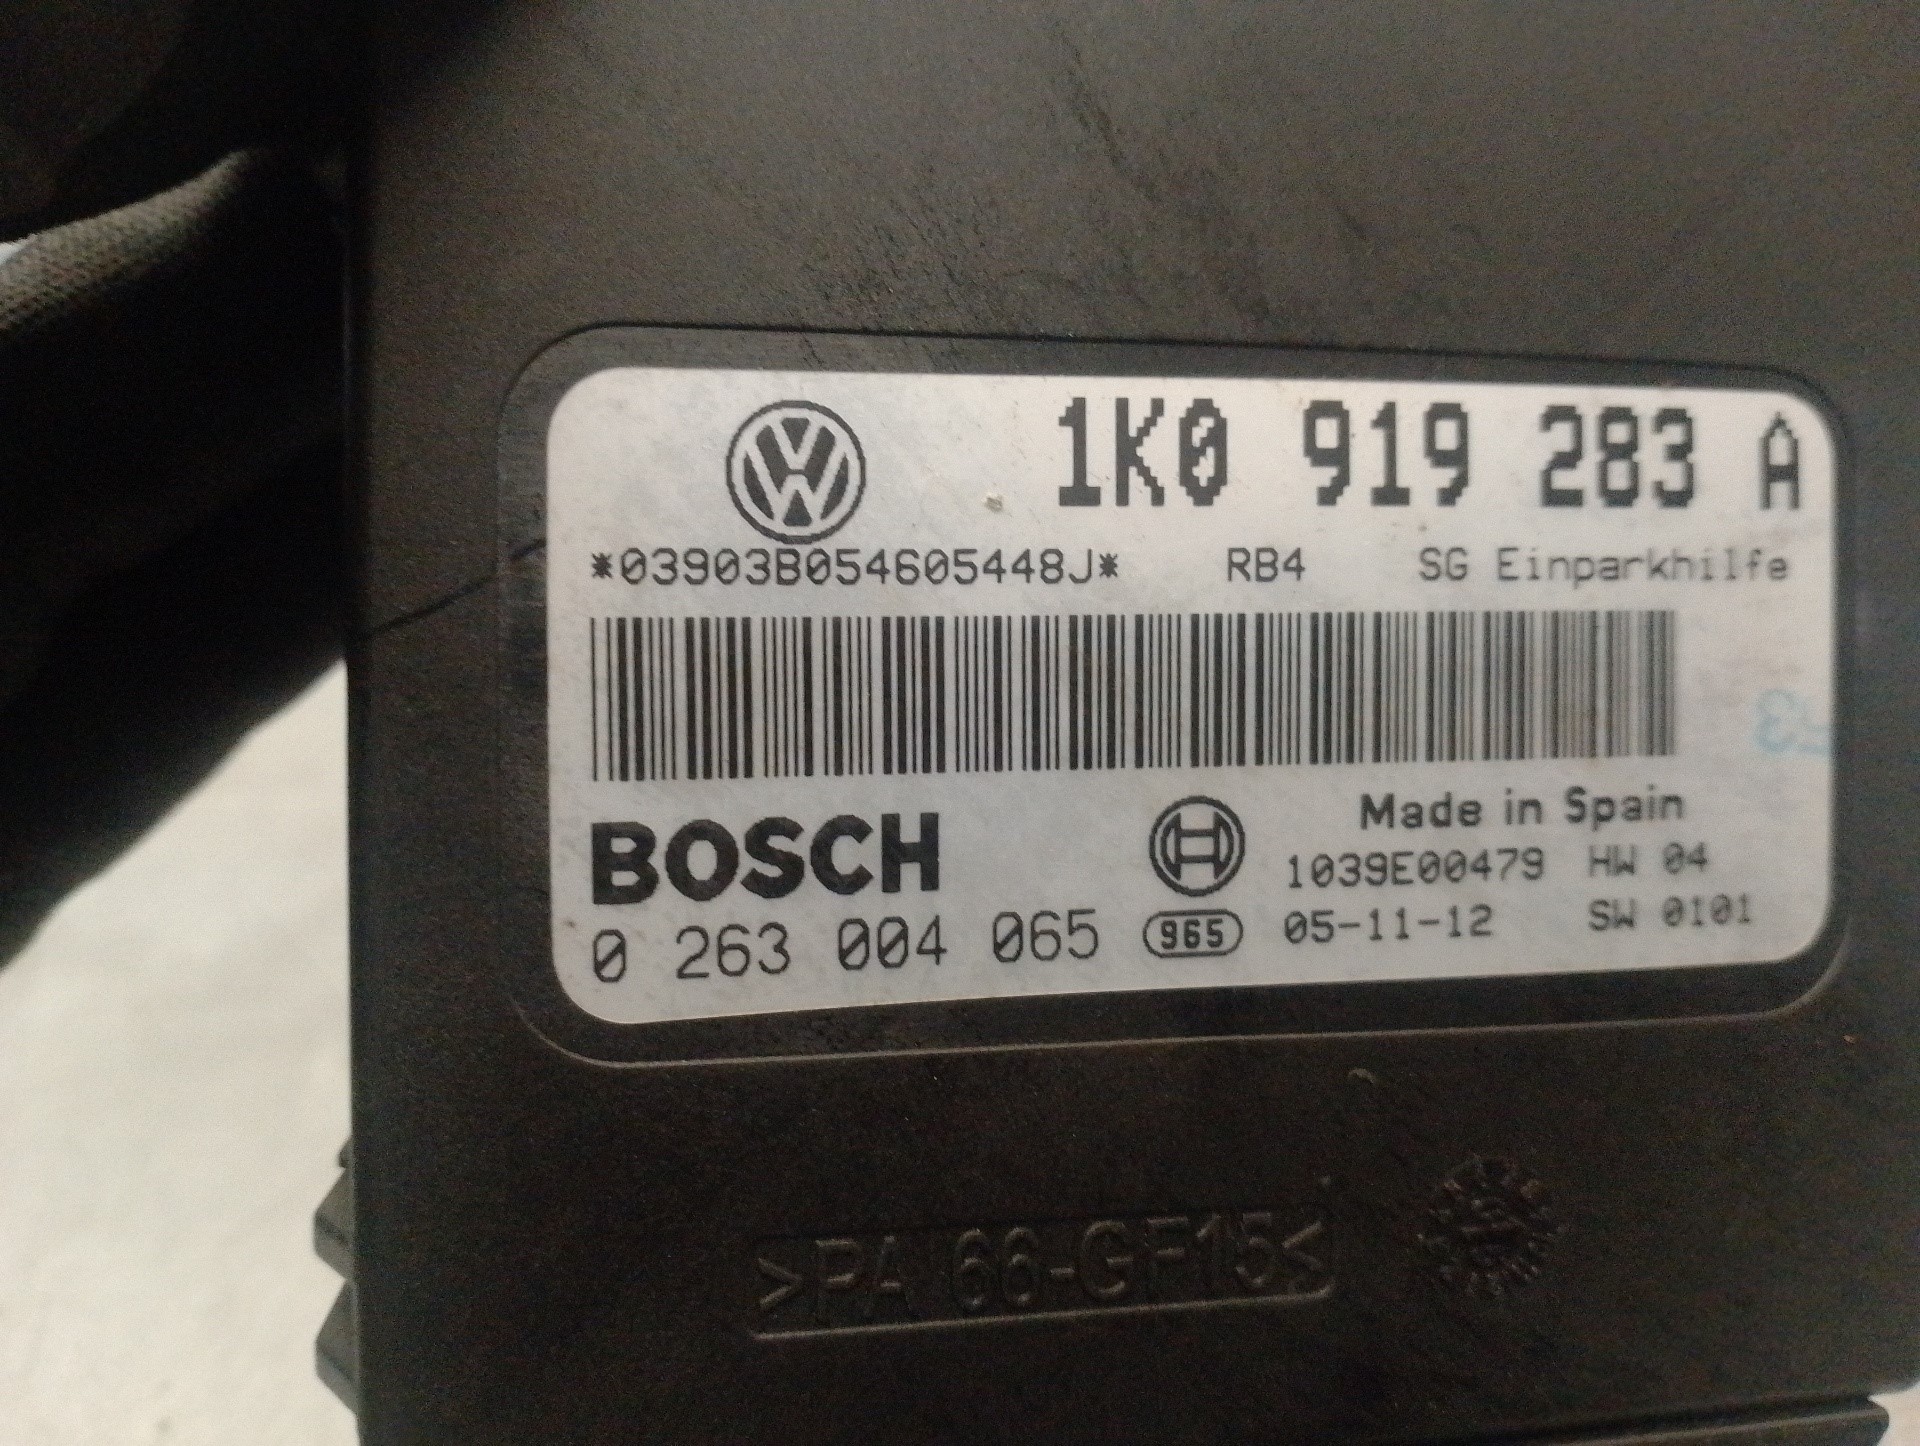 1K0 919 283 A
*03903B054605448J* RB4 SG Einparkhilfe
53
Made in Spain
BOSCH
1039E00479 HW 04
0 263 004 065 965 05-11-12 SW 0101
>PA 66-GF15<